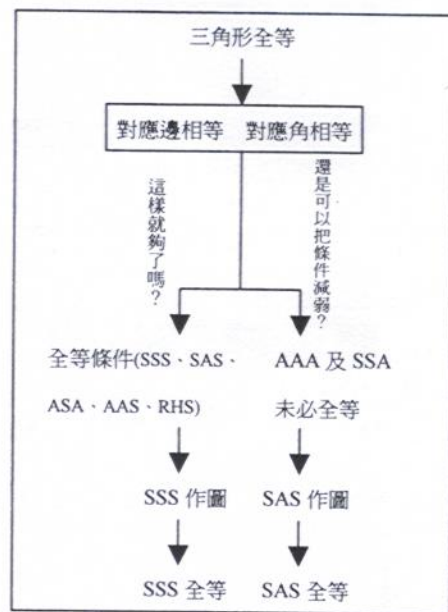 三角形全等
對應邊相等 對應角相等
這樣就夠了嗎?
還是可以把條件減弱?
全等條件(SSS、SAS、
ASA、AAS、RHS)
AAA 及 SSA
未必全等
SSS 作圖 SAS 作圖
SSS 全等 SAS 全等